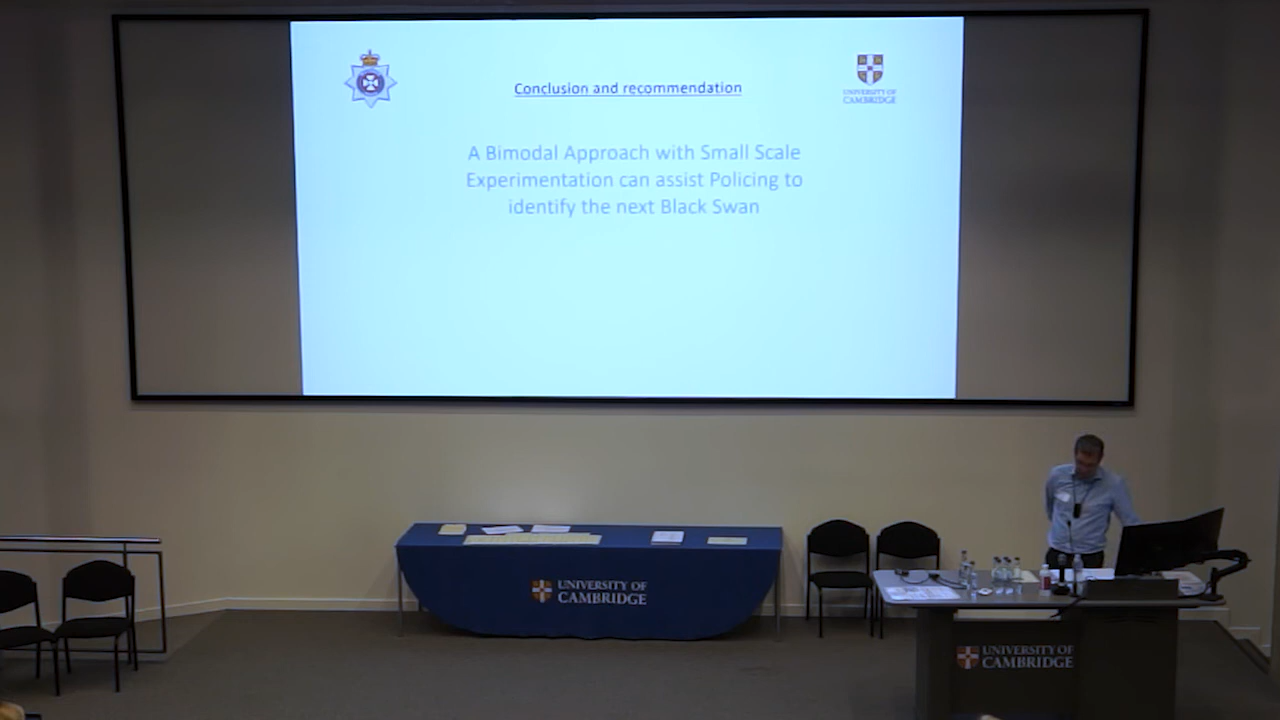 Conclusion and recommendation
UNIVERSITY OF
CAMBRIDGE
A Bimodal Approach with Small Scale
Experimentation can assist Policing to
identify the next Black Swan
UNIVERSITY OF
CAMBRIDGE
UNIVERSITY OF
CAMBRIDGE